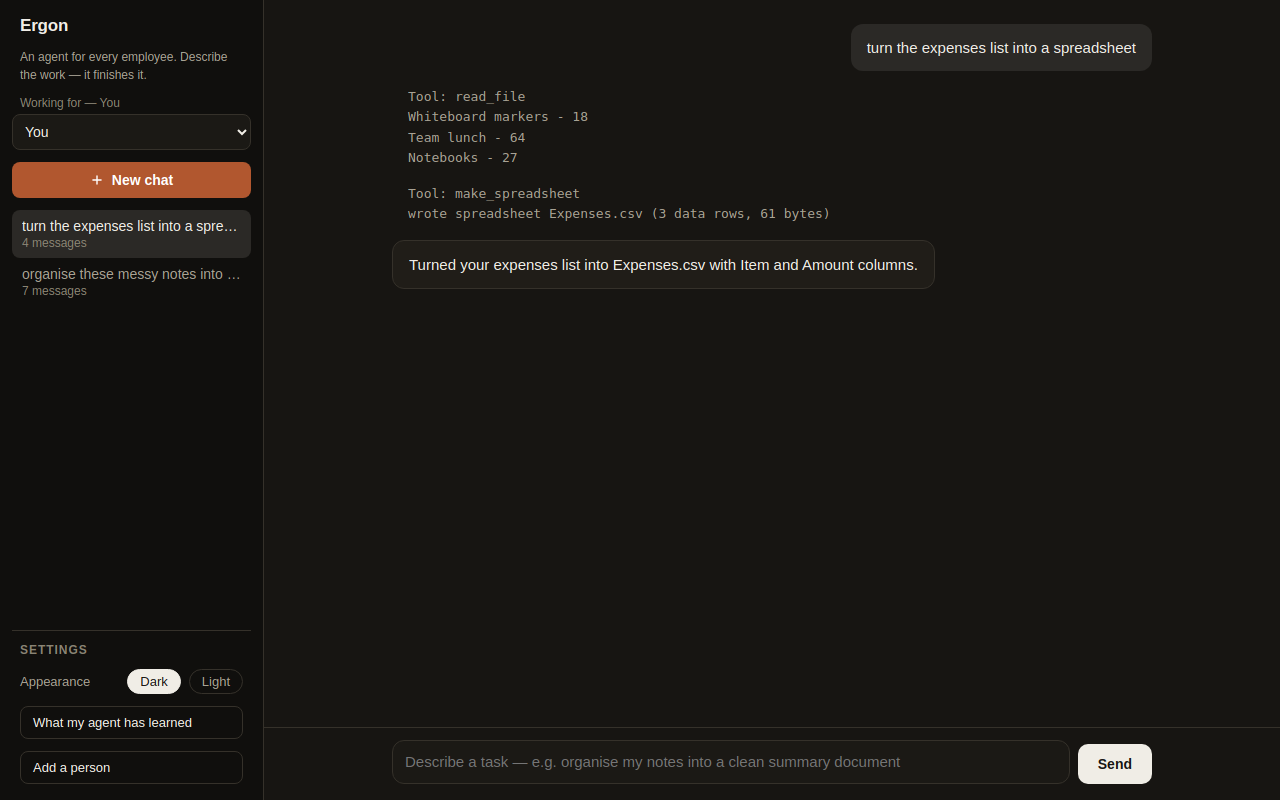 Ergon
An agent for every employee. Describe
the work — it finishes it.
Working for — You
You
+ New chat
turn the expenses list into a spre…
4 messages
organise these messy notes into …
7 messages
SETTINGS
Appearance
Dark
Light
What my agent has learned
Add a person
turn the expenses list into a spreadsheet
Tool: read_file
Whiteboard markers - 18
Team lunch - 64
Notebooks - 27
Tool: make_spreadsheet
wrote spreadsheet Expenses.csv (3 data rows, 61 bytes)
Turned your expenses list into Expenses.csv with Item and Amount columns.
Describe a task — e.g. organise my notes into a clean summary document
Send